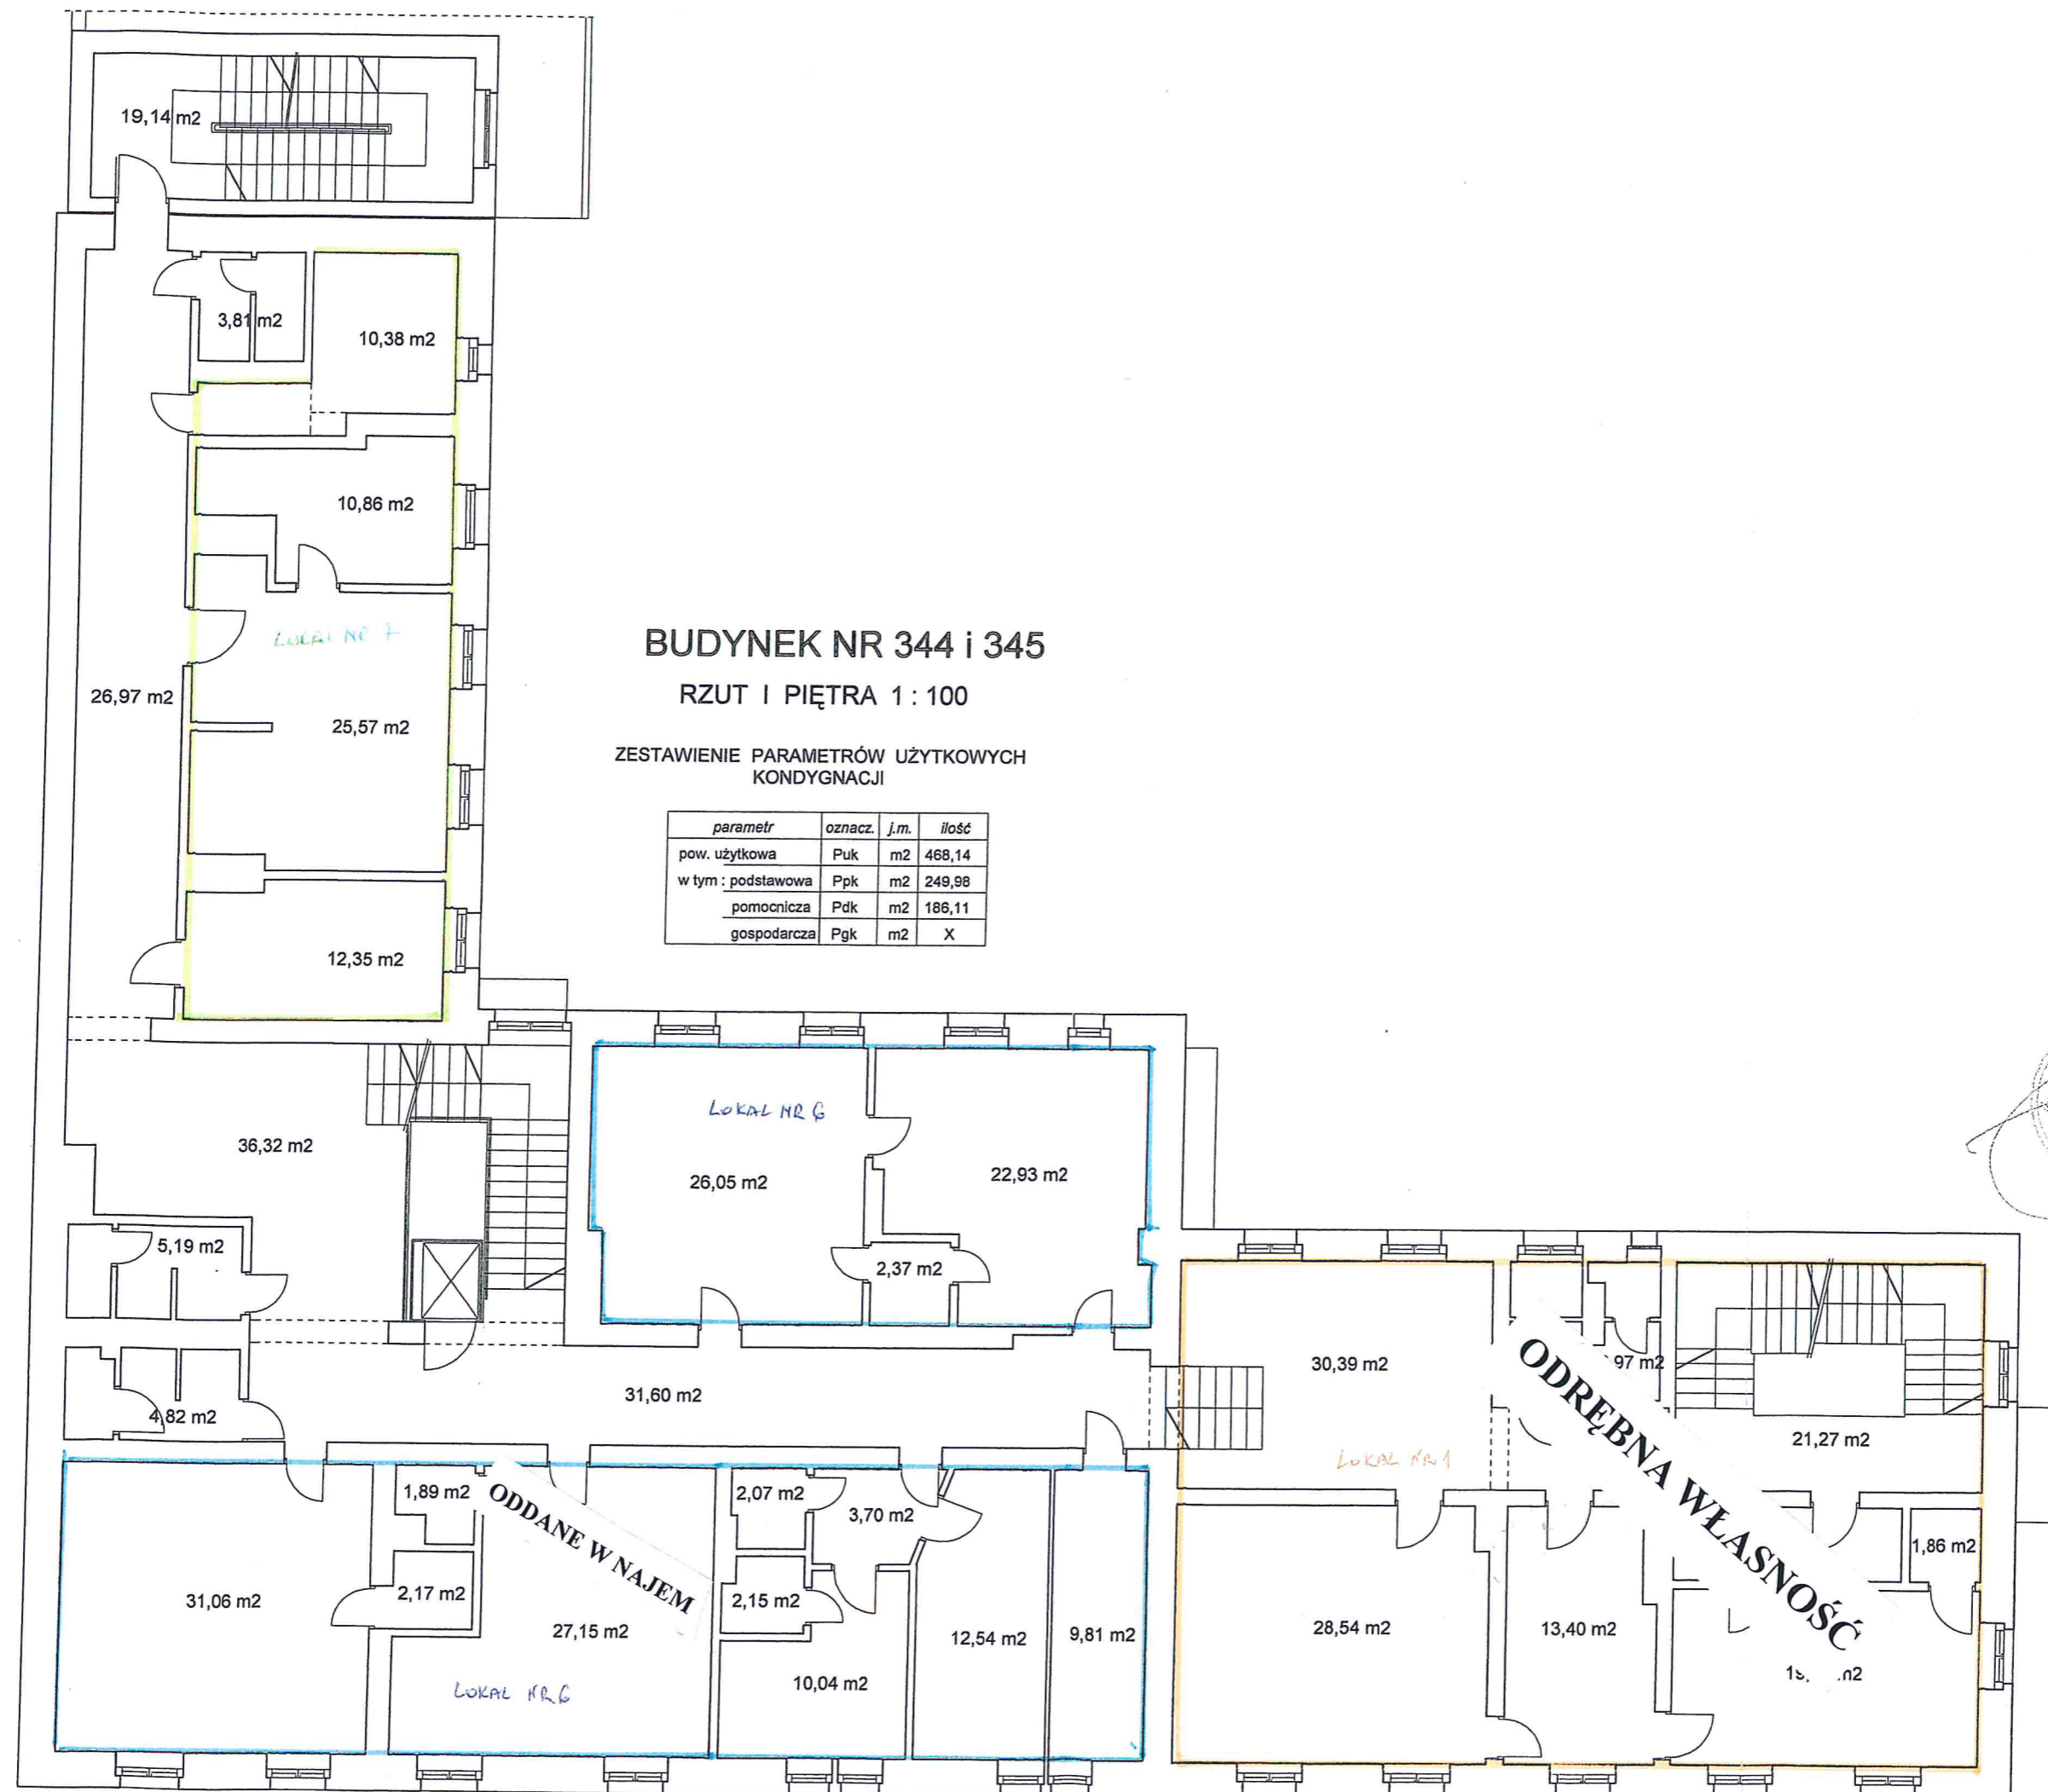 19,14 m2
3,81 m2
10,38 m2
10,86 m2
LOKAL NR 7
26,97 m2
25,57 m2
12,35 m2
BUDYNEK NR 344 i 345
RZUT I PIĘTRA 1 : 100
ZESTAWIENIE PARAMETRÓW UŻYTKOWYCH
KONDYGNACJI
parametr oznacz. j.m. ilość
pow. użytkowa Puk m2 468,14
w tym : podstawowa Ppk m2 249,98
pomocnicza Pdk m2 186,11
gospodarcza Pgk m2 X
36,32 m2
LOKAL NR 6
26,05 m2
22,93 m2
2,37 m2
5,19 m2
4,82 m2
31,60 m2
30,39 m2
97 m2
ODRĘBNA WŁASNOŚĆ
21,27 m2
LOKAL NR 1
1,89 m2
ODDANE W NAJEM
2,07 m2
3,70 m2
31,06 m2
2,17 m2
27,15 m2
2,15 m2
12,54 m2
9,81 m2
10,04 m2
LOKAL NR 6
28,54 m2
13,40 m2
1,86 m2